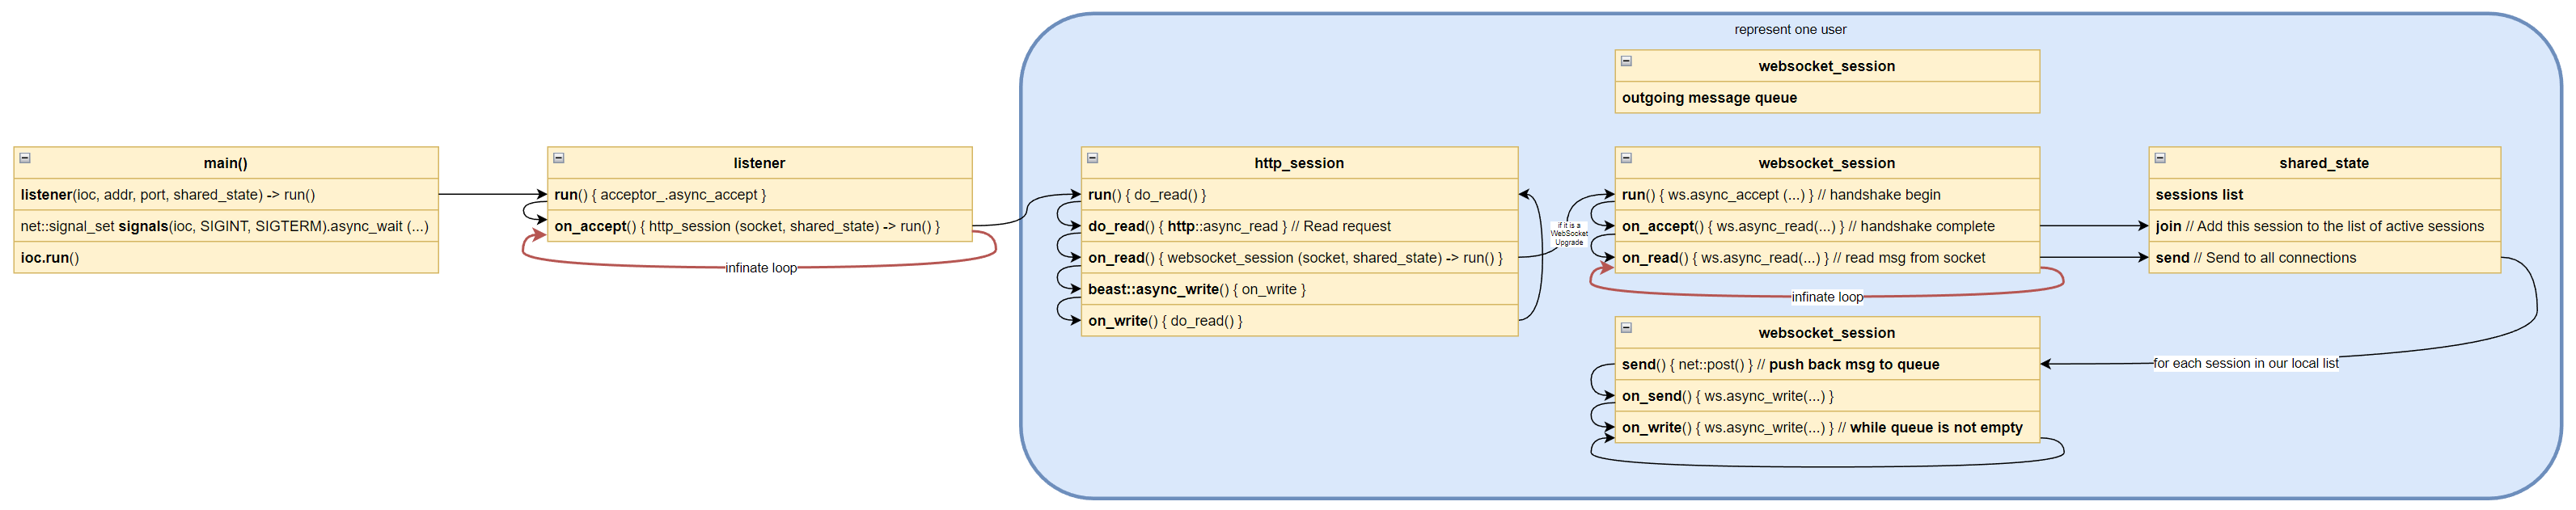 represent one user
websocket_session
outgoing message queue
main()
listener(ioc, addr, port, shared_state) -> run()
net::signal_set signals(ioc, SIGINT, SIGTERM).async_wait (...)
ioc.run()
listener
run() { acceptor_.async_accept }
on_accept() { http_session (socket, shared_state) -> run() }
infinate loop
http_session
run() { do_read() }
do_read() { http::async_read } // Read request
on_read() { websocket_session (socket, shared_state) -> run() }
beast::async_write() { on_write }
on_write() { do_read() }
if it is a
WebSocket
Upgrade
websocket_session
run() { ws.async_accept (...) } // handshake begin
on_accept() { ws.async_read(...) } // handshake complete
on_read() { ws.async_read(...) } // read msg from socket
infinate loop
shared_state
sessions list
join // Add this session to the list of active sessions
send // Send to all connections
for each session in our local list
websocket_session
send() { net::post() } // push back msg to queue
on_send() { ws.async_write(...) }
on_write() { ws.async_write(...) } // while queue is not empty